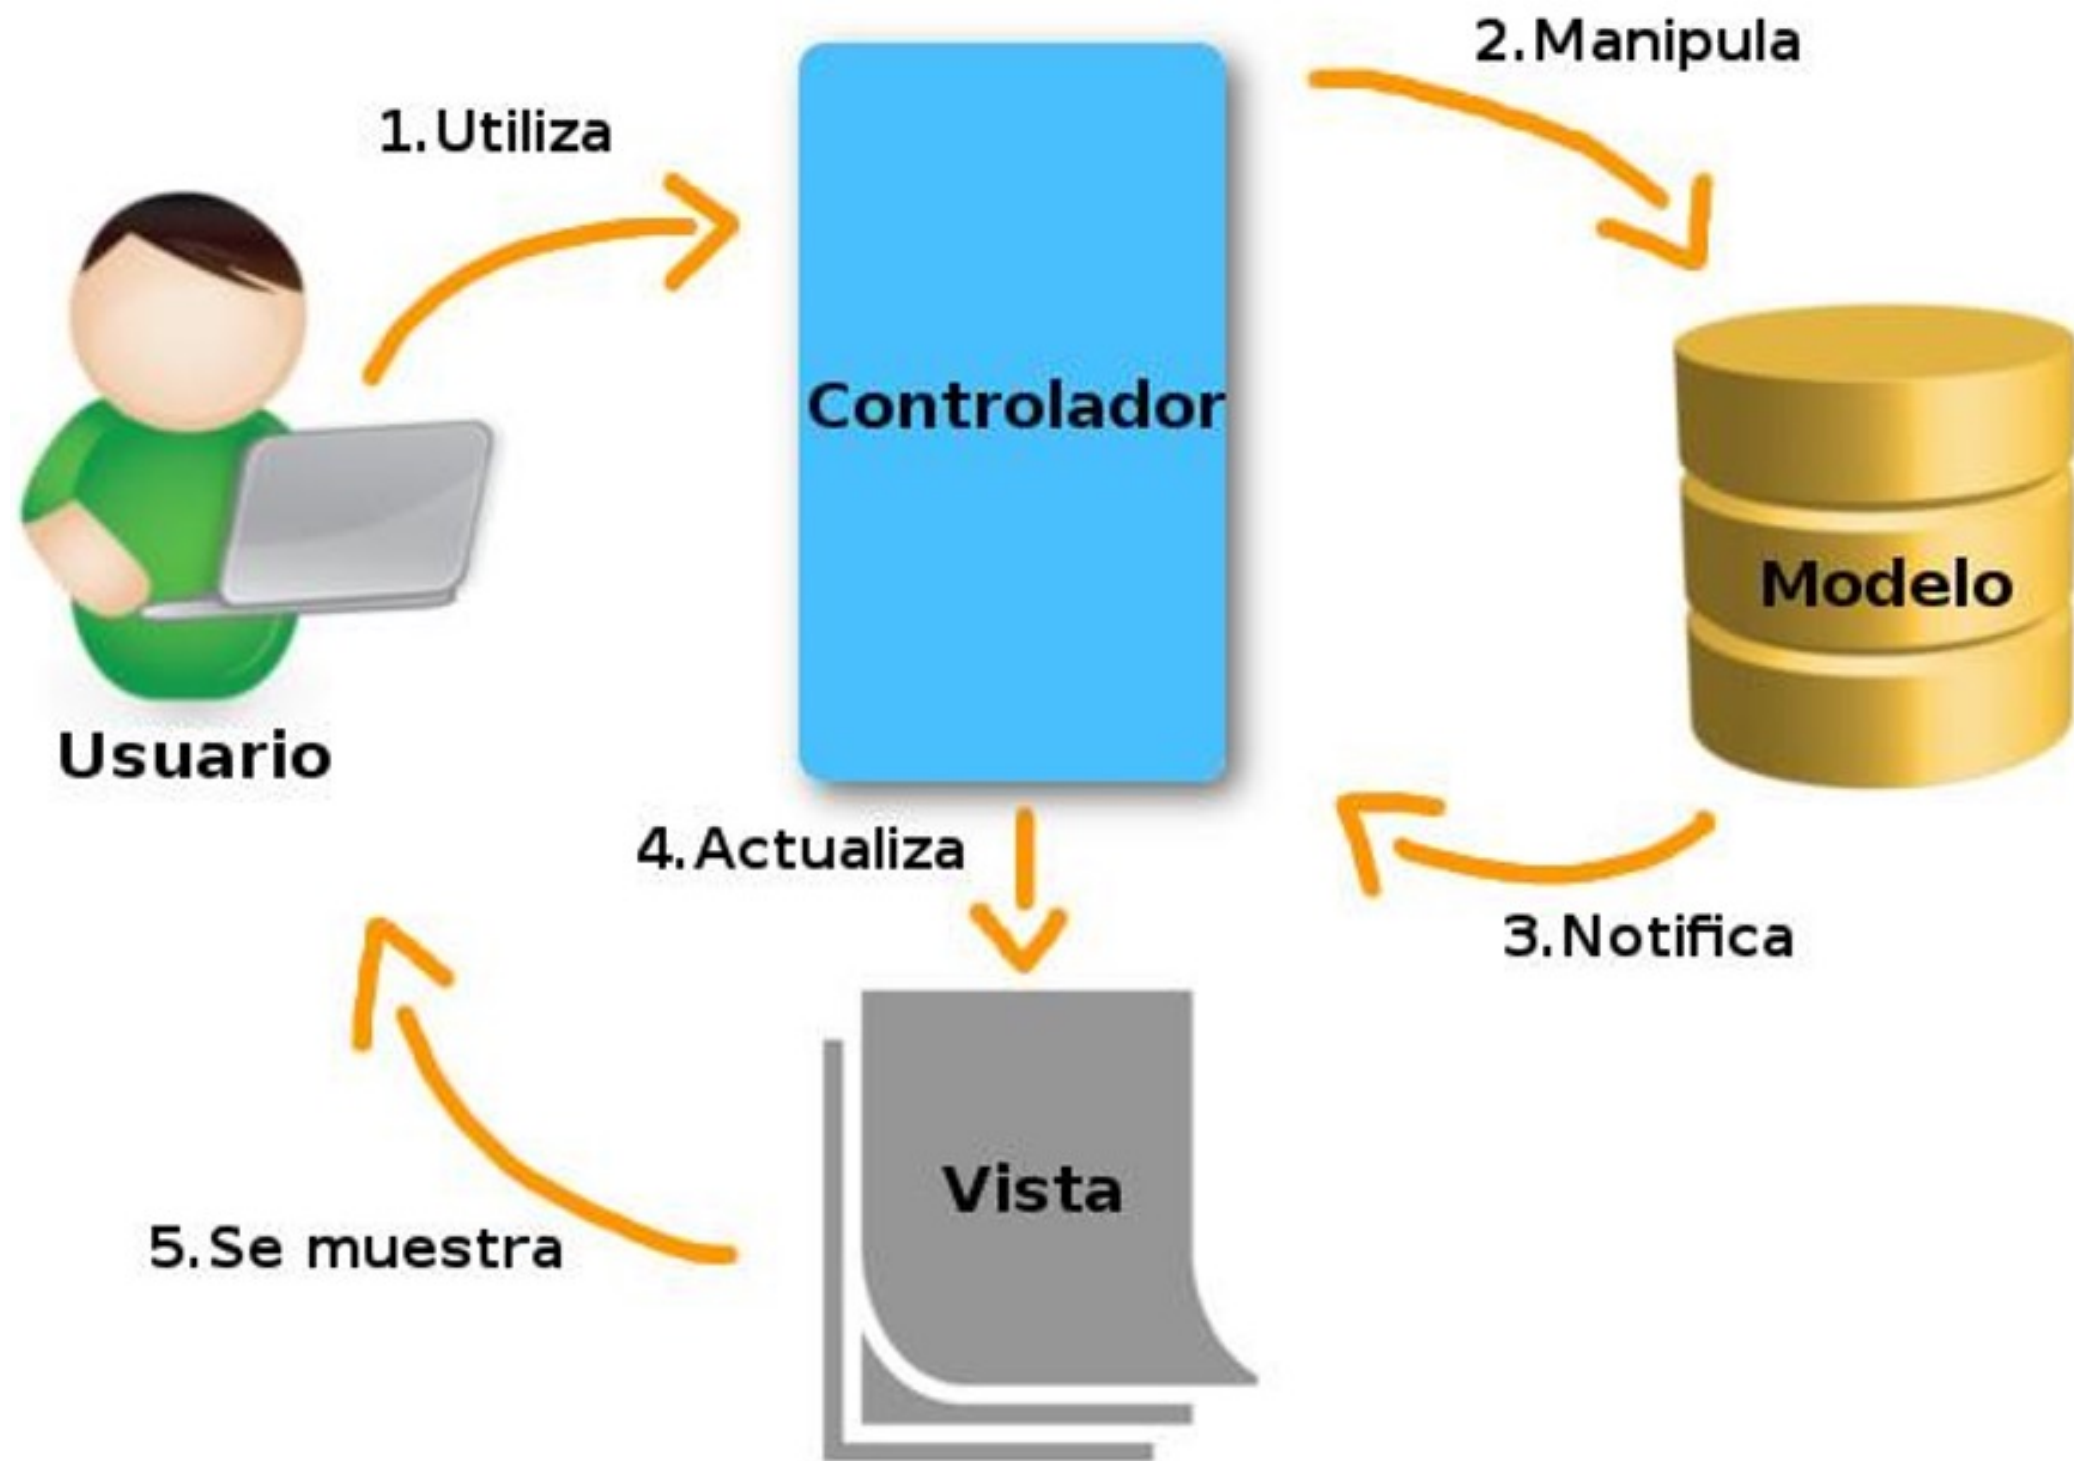 2.Manipula
1.Utiliza
Controlador
Modelo
Usuario
4.Actualiza
3.Notifica
Vista
5.Se muestra